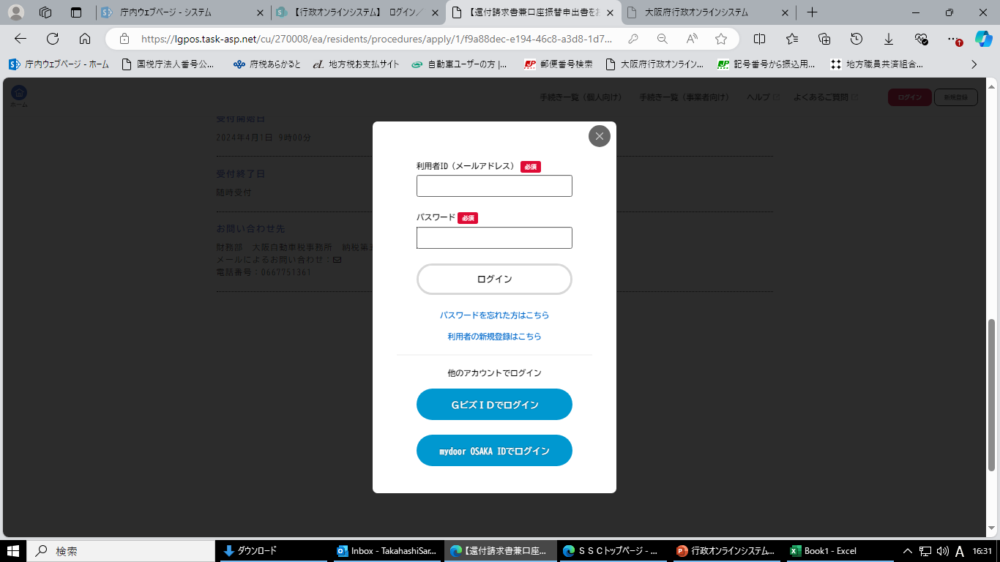 庁内ウェブページ - システム
【行政オンラインシステム】 ログイン／
【還付請求書兼口座振替申出書をお
大阪府行政オンラインシステム
https://lgpos.task-asp.net/cu/270008/ea/residents/procedures/apply/1/f9a88dec-e194-46c8-a3d8-1d7...
庁内ウェブページ - ホーム
国税庁法人番号公...
府税あらかると
地方税お支払サイト
自動車ユーザーの方 |...
郵便番号検索
大阪府行政オンライン...
記号番号から振込用...
地方職員共済組合...
ホーム
手続き一覧（個人向け）
手続き一覧（事業者向け）
ヘルプ
よくあるご質問
ログイン
新規登録
受付開始日
2024年4月1日 9時00分
受付終了日
随時受付
お問い合わせ先
財務部　大阪自動車税事務所　納税第
メールによるお問い合わせ：
電話番号：0667751361
利用者ID（メールアドレス） 必須
パスワード 必須
ログイン
パスワードを忘れた方はこちら
利用者の新規登録はこちら
他のアカウントでログイン
ＧビズＩＤでログイン
mydoor OSAKA IDでログイン
検索
ダウンロード
Inbox - TakahashiSar...
【還付請求書兼口座...
ＳＳＣトップページ - ...
行政オンラインシステム...
Book1 - Excel
A
16:31